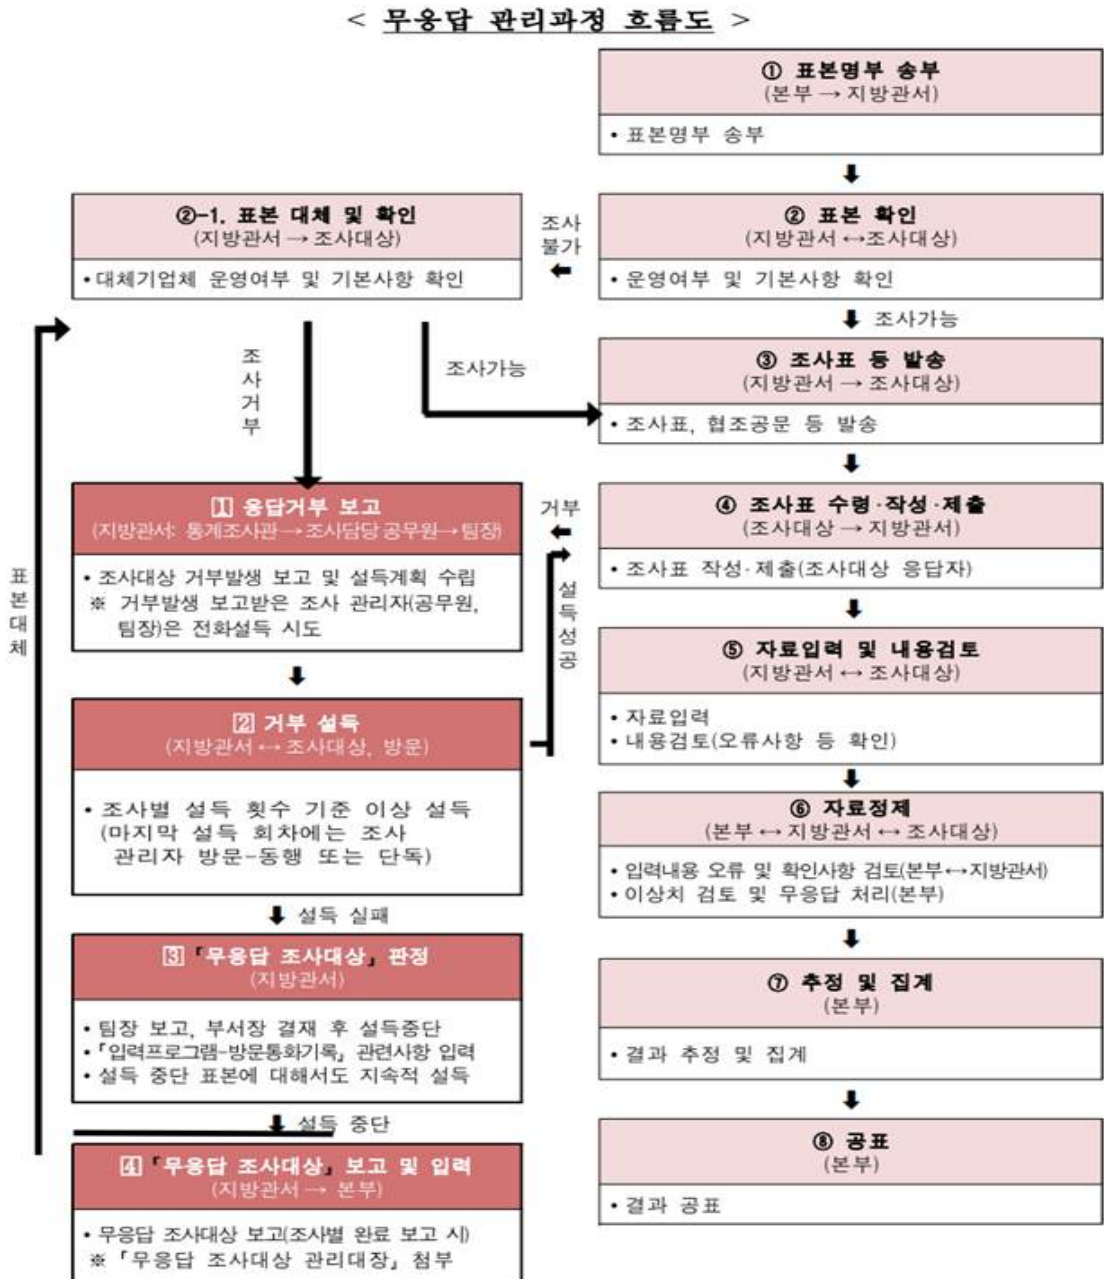 < 무응답 관리과정 흐름도 >
① 표본명부 송부
(본부 → 지방관서)
• 표본명부 송부
②-1. 표본 대체 및 확인
(지방관서 → 조사대상)
• 대체기업체 운영여부 및 기본사항 확인
조사
불가
② 표본 확인
(지방관서 ↔조사대상)
• 운영여부 및 기본사항 확인
조사가능
조
사
거
부
조사가능
③ 조사표 등 발송
(지방관서 → 조사대상)
• 조사표, 협조공문 등 발송
1 응답거부 보고
(지방관서: 통계조사관 → 조사담당 공무원→ 팀장)
• 조사대상 거부발생 보고 및 설득계획 수립
※ 거부발생 보고받은 조사 관리자(공무원,
팀장)은 전화설득 시도
거부
④ 조사표 수령·작성·제출
(조사대상 → 지방관서)
• 조사표 작성·제출(조사대상 응답자)
표
본
대
체
설
득
성
공
⑤ 자료입력 및 내용검토
(지방관서 ↔ 조사대상)
• 자료입력
• 내용검토(오류사항 등 확인)
2 거부 설득
(지방관서 ↔ 조사대상, 방문)
• 조사별 설득 횟수 기준 이상 설득
(마지막 설득 회차에는 조사
관리자 방문-동행 또는 단독)
설득 실패
⑥ 자료정제
(본부 ↔ 지방관서 ↔ 조사대상)
• 입력내용 오류 및 확인사항 검토(본부↔지방관서)
• 이상치 검토 및 무응답 처리(본부)
3 「무응답 조사대상」 판정
(지방관서)
• 팀장 보고, 부서장 결재 후 설득중단
• 「입력프로그램-방문통화기록」 관련사항 입력
• 설득 중단 표본에 대해서도 지속적 설득
설득 중단
⑦ 추정 및 집계
(본부)
• 결과 추정 및 집계
4 「무응답 조사대상」 보고 및 입력
(지방관서 → 본부)
• 무응답 조사대상 보고(조사별 완료 보고 시)
※ 「무응답 조사대상 관리대장」 첨부
⑧ 공표
(본부)
• 결과 공표